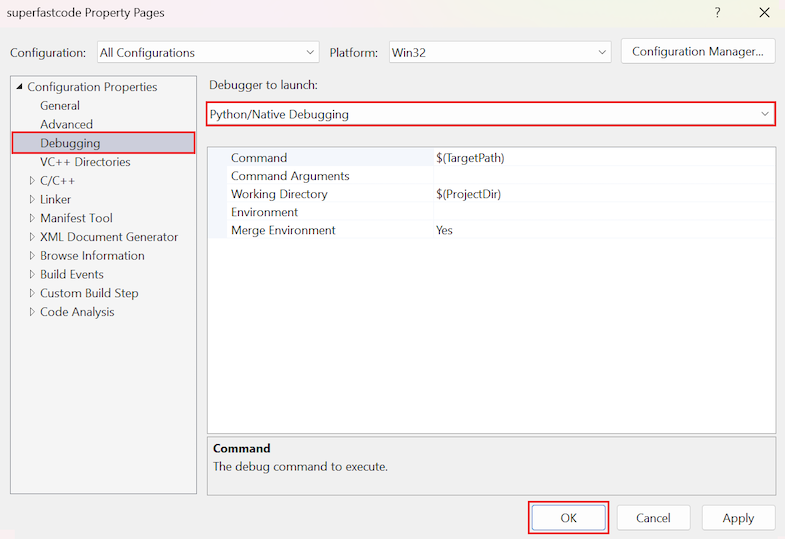 superfastcode Property Pages
?
Configuration: All Configurations Platform: Win32 Configuration Manager...
Configuration Properties
General
Advanced
Debugging
VC++ Directories
C/C++
Linker
Manifest Tool
XML Document Generator
Browse Information
Build Events
Custom Build Step
Code Analysis
Debugger to launch:
Python/Native Debugging
Command $(TargetPath)
Command Arguments
Working Directory $(ProjectDir)
Environment
Merge Environment Yes
Command
The debug command to execute.
OK Cancel Apply